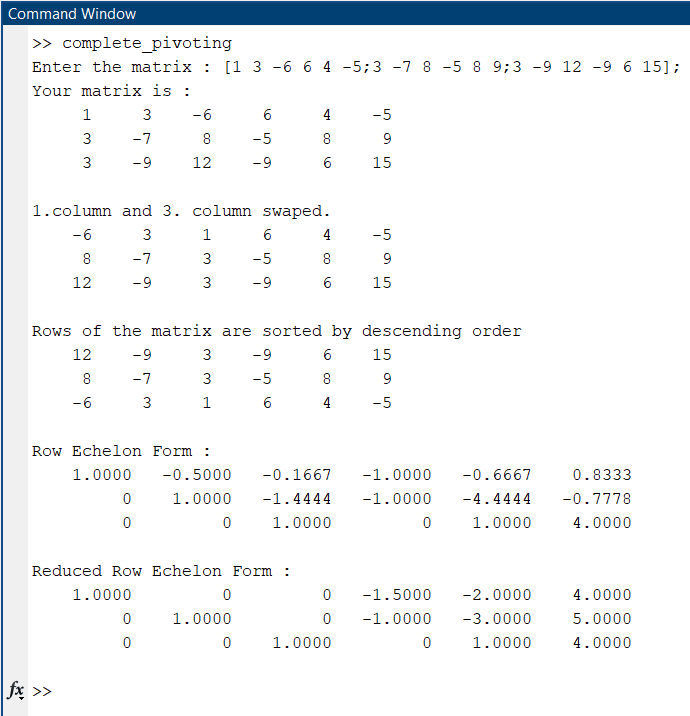 Command Window
>> complete_pivoting
Enter the matrix : [1 3 -6 6 4 -5;3 -7 8 -5 8 9;3 -9 12 -9 6 15];
Your matrix is :
1 3 -6 6 4 -5
3 -7 8 -5 8 9
3 -9 12 -9 6 15
1.column and 3. column swaped.
-6 3 1 6 4 -5
8 -7 3 -5 8 9
12 -9 3 -9 6 15
Rows of the matrix are sorted by descending order
12 -9 3 -9 6 15
8 -7 3 -5 8 9
-6 3 1 6 4 -5
Row Echelon Form :
1.0000 -0.5000 -0.1667 -1.0000 -0.6667 0.8333
0 1.0000 -1.4444 -1.0000 -4.4444 -0.7778
0 0 1.0000 0 1.0000 4.0000
Reduced Row Echelon Form :
1.0000 0 0 -1.5000 -2.0000 4.0000
0 1.0000 0 -1.0000 -3.0000 5.0000
0 0 1.0000 0 1.0000 4.0000
fx >>